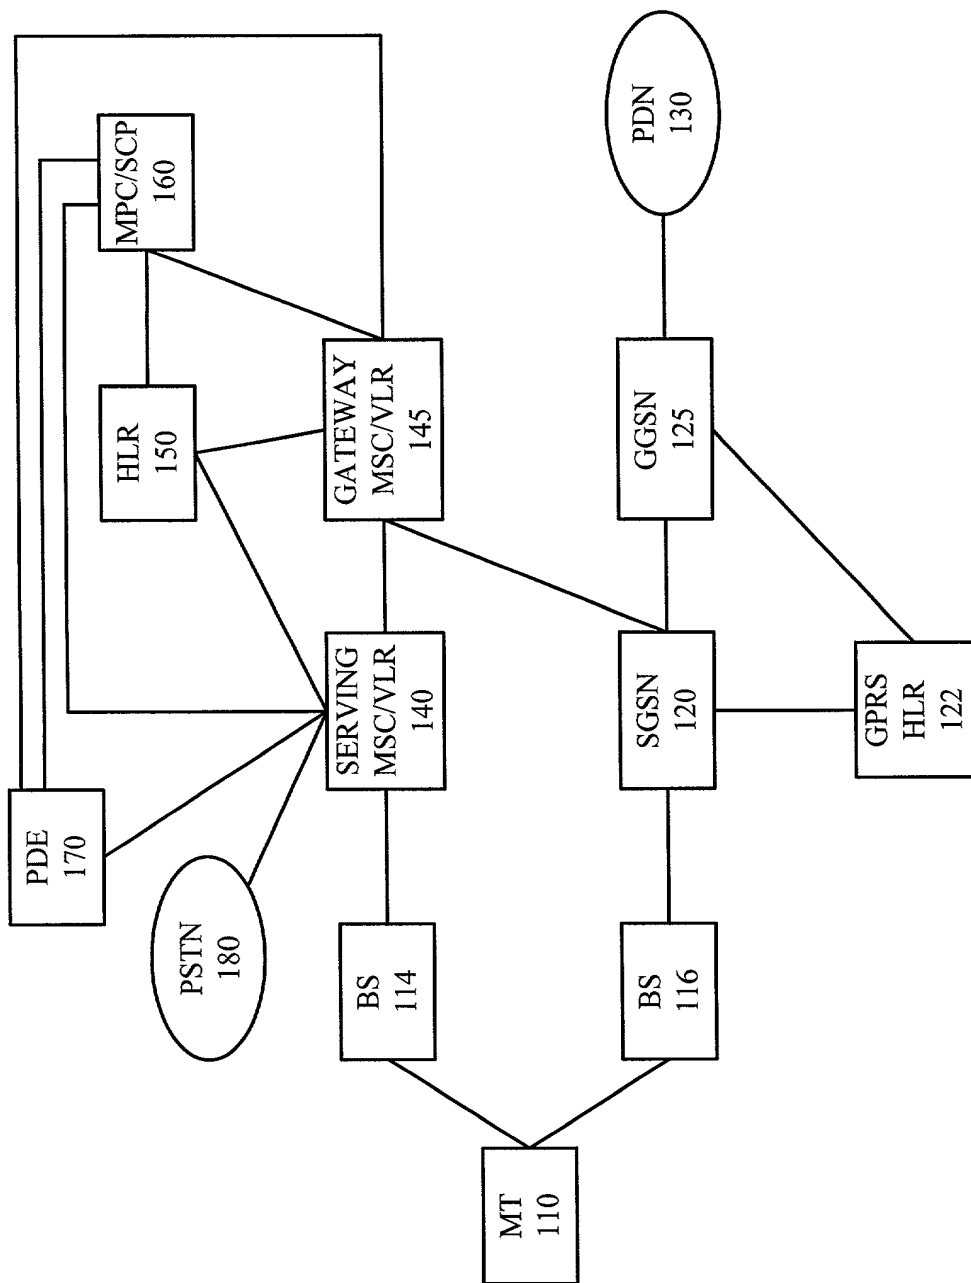 PDE
170
MPC/SCP
160
PSTN
180
HLR
150
BS
114
SERVING
MSC/VLR
140
GATEWAY
MSC/VLR
145
MT
110
BS
116
SGSN
120
GGSN
125
PDN
130
GPRS
HLR
122